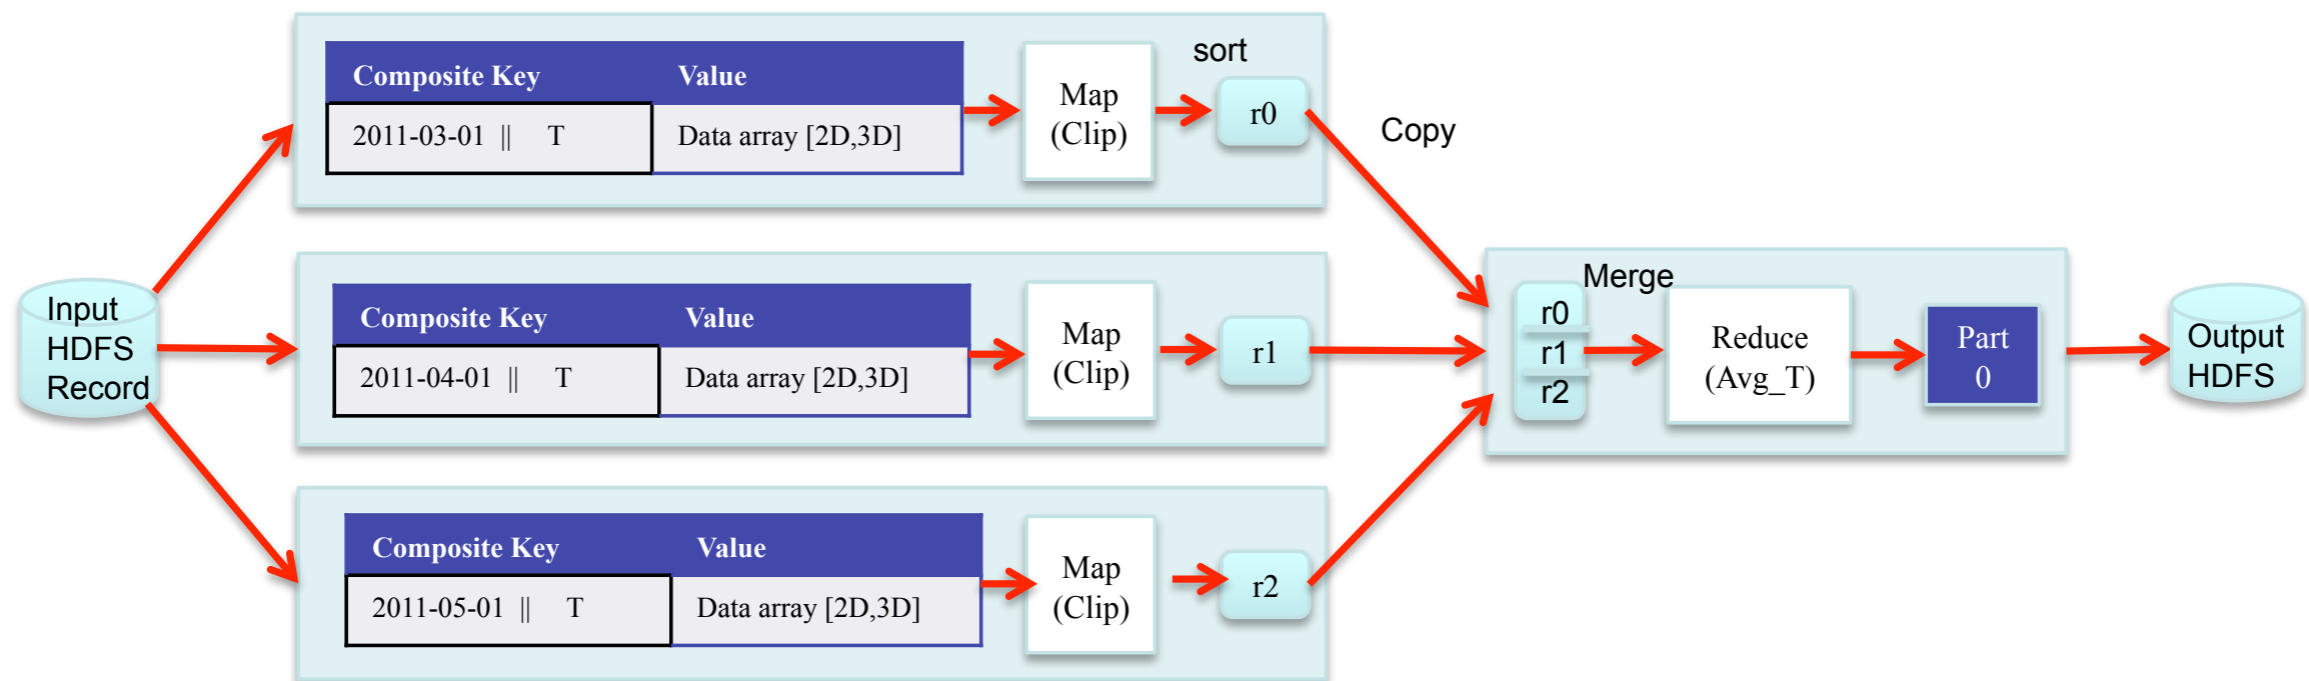 Input
HDFS
Record
Composite Key Value
2011-03-01 || T Data array [2D,3D]
Map
(Clip)
sort
r0
Copy
Composite Key Value
2011-04-01 || T Data array [2D,3D]
Map
(Clip)
r1
Composite Key Value
2011-05-01 || T Data array [2D,3D]
Map
(Clip)
r2
Merge
r0
r1
r2
Reduce
(Avg_T)
Part
0
Output
HDFS